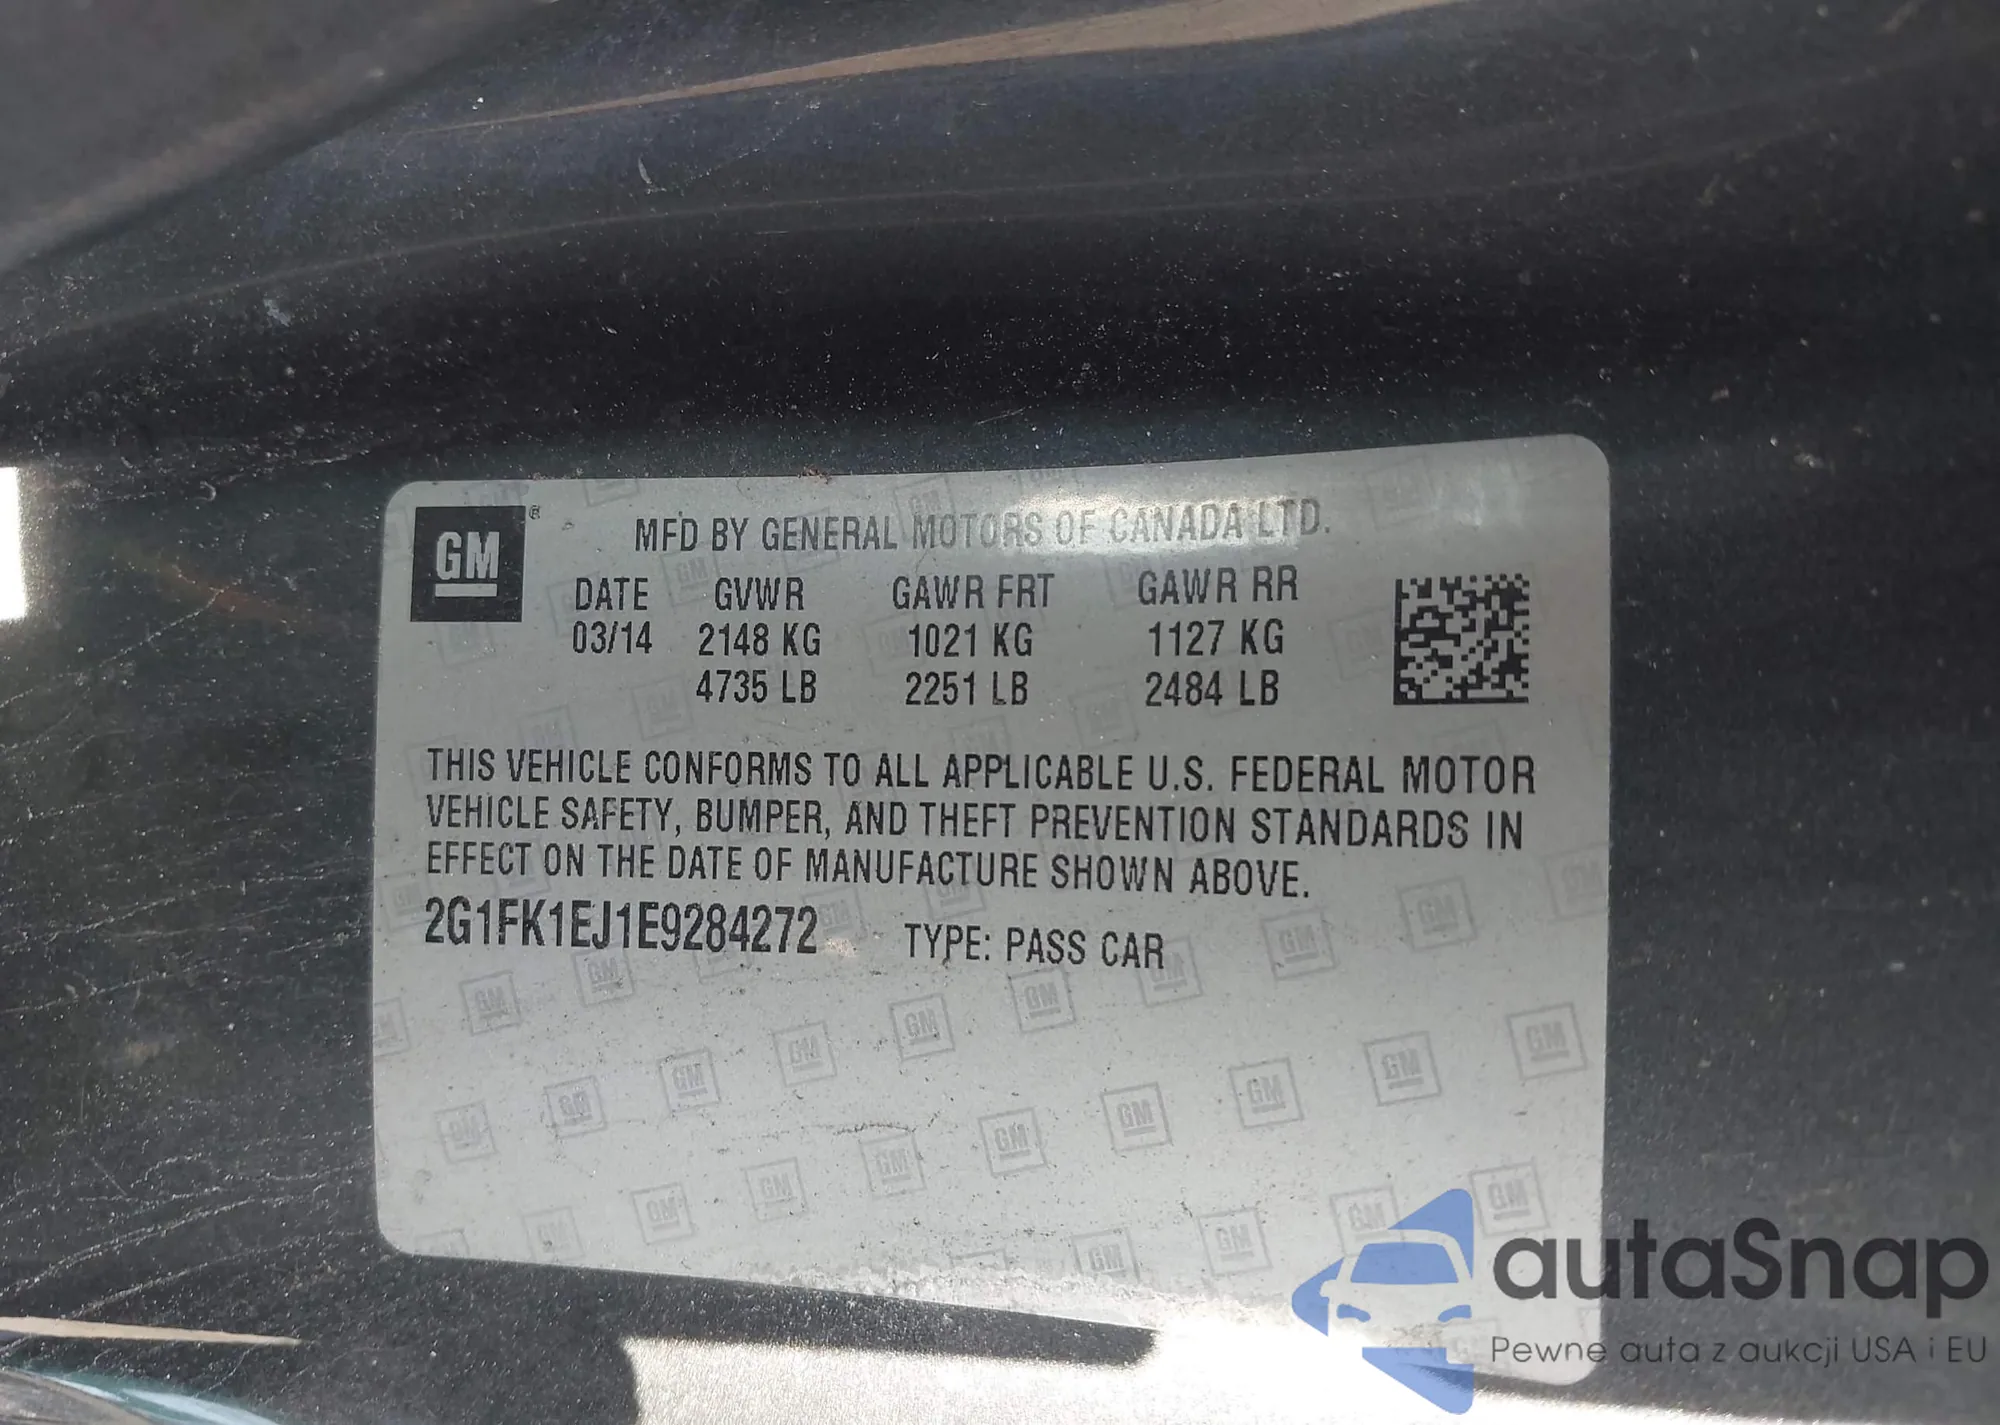 GM ®
MFD BY GENERAL MOTORS OF CANADA LTD.
DATE GVWR GAWR FRT GAWR RR
03/14 2148 KG 1021 KG 1127 KG
4735 LB 2251 LB 2484 LB
THIS VEHICLE CONFORMS TO ALL APPLICABLE U.S. FEDERAL MOTOR
VEHICLE SAFETY, BUMPER, AND THEFT PREVENTION STANDARDS IN
EFFECT ON THE DATE OF MANUFACTURE SHOWN ABOVE.
2G1FK1EJ1E9284272 TYPE: PASS CAR
autaSnap
Pewne auta z aukcji USA i EU